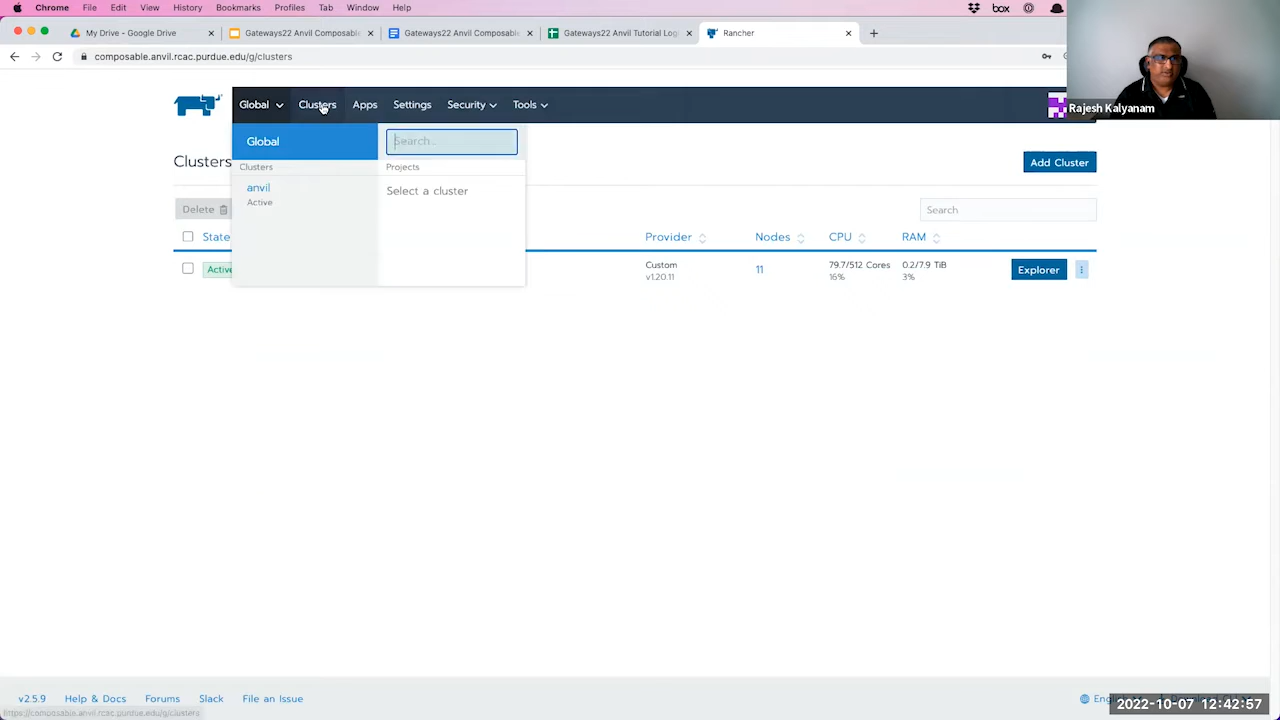 Chrome File Edit View History Bookmarks Profiles Tab Window Help
box
My Drive - Google Drive
Gateways22 Anvil Composable
Gateways22 Anvil Composable
Gateways22 Anvil Tutorial Log
Rancher
composable.anvil.rcac.purdue.edu/g/clusters
Rajesh Kalyanam
Global Clusters Apps Settings Security Tools
Global
Search...
Clusters
Add Cluster
Clusters
Projects
anvil
Select a cluster
Active
Delete
Search
State Provider Nodes CPU RAM
Active Custom 11 79.7/512 Cores 0.2/7.9 TiB Explorer
v1.20.11 16% 3%
v2.5.9 Help & Docs Forums Slack File an Issue
https://composable.anvil.rcac.purdue.edu/g/clusters
2022-10-07 12:42:57